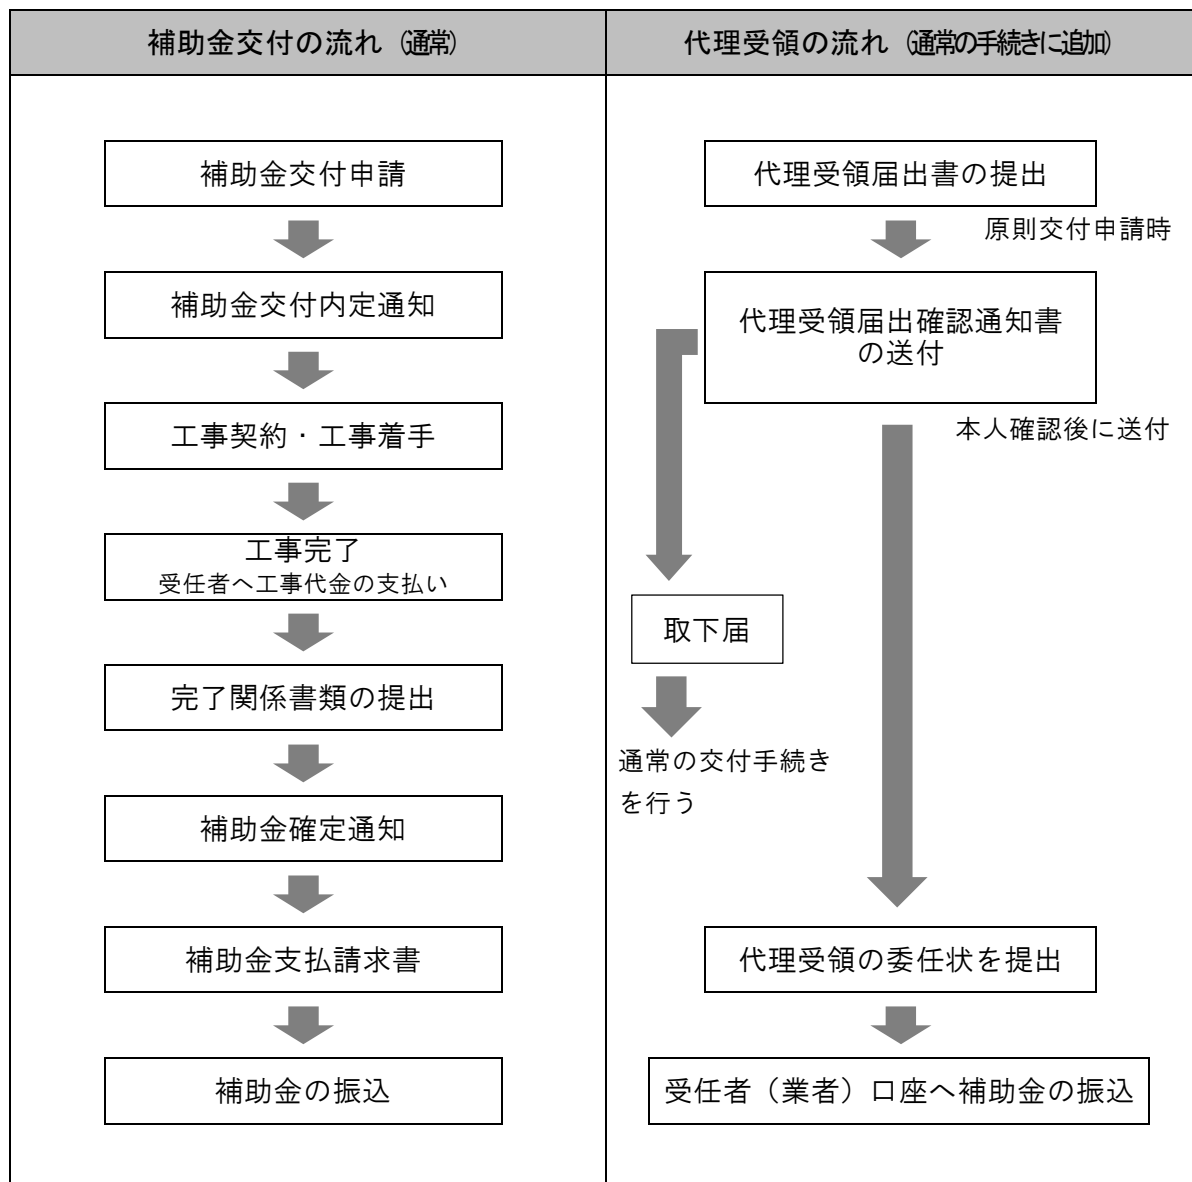 補助金交付の流れ（通常）
補助金交付申請
補助金交付内定通知
工事契約・工事着手
工事完了
受任者へ工事代金の支払い
完了関係書類の提出
補助金確定通知
補助金支払請求書
補助金の振込
代理受領の流れ（通常の手続きに追加）
代理受領届出書の提出
原則交付申請時
代理受領届出確認通知書
の送付
本人確認後に送付
取下届
通常の交付手続き
を行う
代理受領の委任状を提出
受任者（業者）口座へ補助金の振込